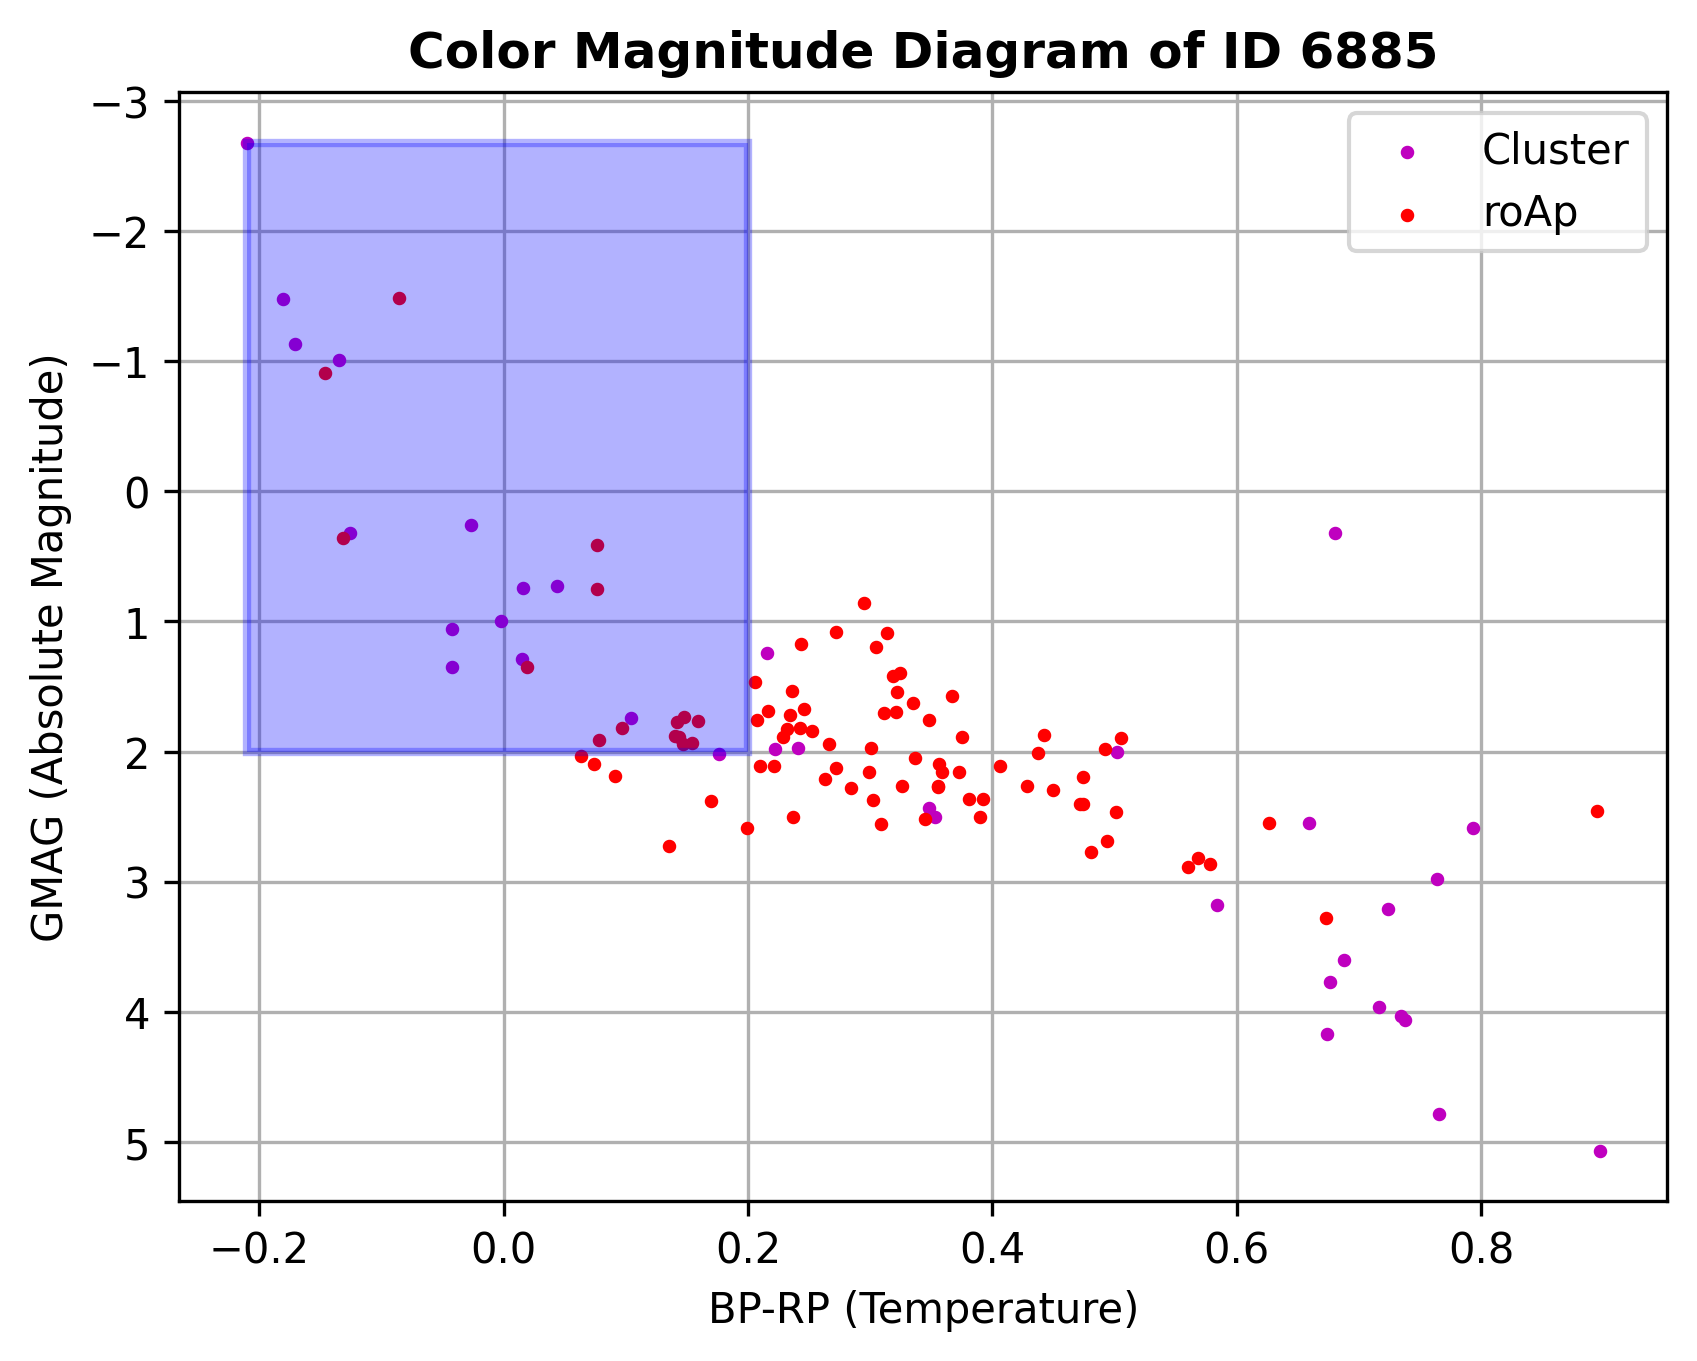 Color Magnitude Diagram of ID 6885
Cluster
roAp
GMAG (Absolute Magnitude)
−3
−2
−1
0
1
2
3
4
5
−0.2 0.0 0.2 0.4 0.6 0.8
BP-RP (Temperature)